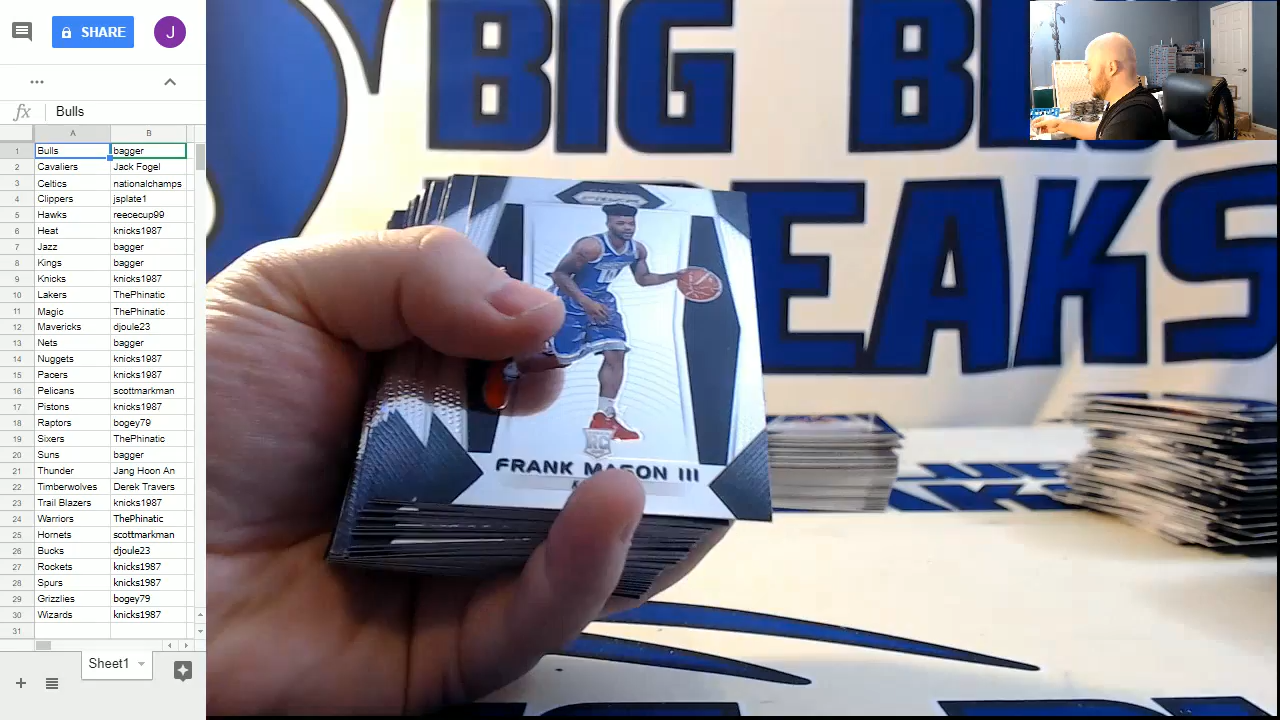 SHARE
J
...
fx Bulls
A B
1 Bulls bagger
2 Cavaliers Jack Fogel
3 Celtics nationalchamps
4 Clippers jsplate1
5 Hawks reececup99
6 Heat knicks1987
7 Jazz bagger
8 Kings bagger
9 Knicks knicks1987
10 Lakers ThePhinatic
11 Magic ThePhinatic
12 Mavericks djoule23
13 Nets bagger
14 Nuggets knicks1987
15 Pacers knicks1987
16 Pelicans scottmarkman
17 Pistons knicks1987
18 Raptors bogey79
19 Sixers ThePhinatic
20 Suns bagger
21 Thunder Jang Hoon An
22 Timberwolves Derek Travers
23 Trail Blazers knicks1987
24 Warriors ThePhinatic
25 Hornets scottmarkman
26 Bucks djoule23
27 Rockets knicks1987
28 Spurs knicks1987
29 Grizzlies bogey79
30 Wizards knicks1987
31
Sheet1
BIG
EAKS
PRIZM
RC
FRANK MASON III